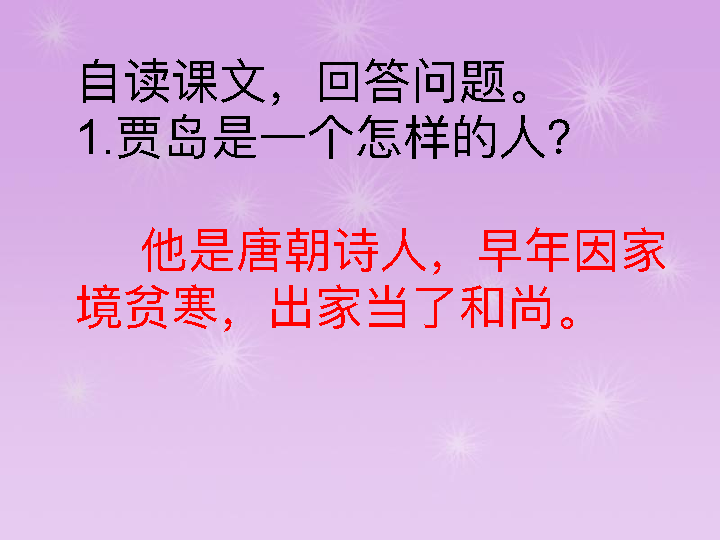 自读课文，回答问题。
1.贾岛是一个怎样的人？
他是唐朝诗人，早年因家
境贫寒，出家当了和尚。